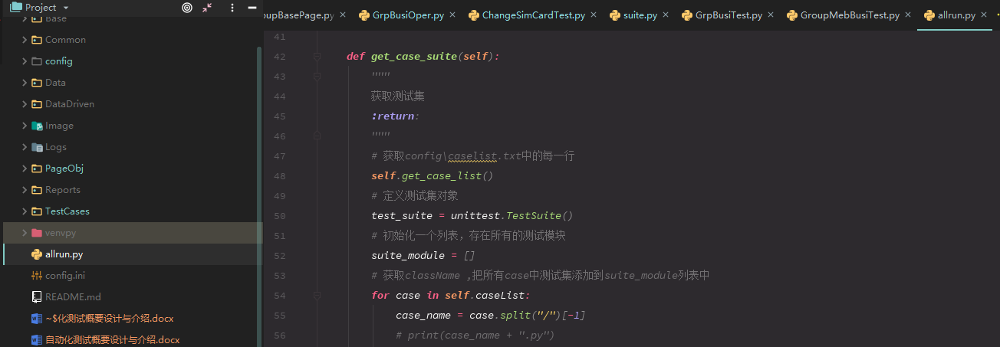 Project
oupBasePage.py
GrpBusiOper.py
ChangeSimCardTest.py
suite.py
GrpBusiTest.py
GroupMebBusiTest.py
allrun.py
Base
Common
config
Data
DataDriven
Image
Logs
PageObj
Reports
TestCases
venvpy
allrun.py
config.ini
README.md
~$化测试概要设计与介绍.docx
自动化测试概要设计与介绍.docx
41
42 def get_case_suite(self):
43 """
44 获取测试集
45 :return:
46 """
47 # 获取config\caselist.txt中的每一行
48 self.get_case_list()
49 # 定义测试集对象
50 test_suite = unittest.TestSuite()
51 # 初始化一个列表，存在所有的测试模块
52 suite_module = []
53 # 获取className ,把所有case中测试集添加到suite_module列表中
54 for case in self.caseList:
55 case_name = case.split("/")[-1]
56 # print(case_name + ".py")